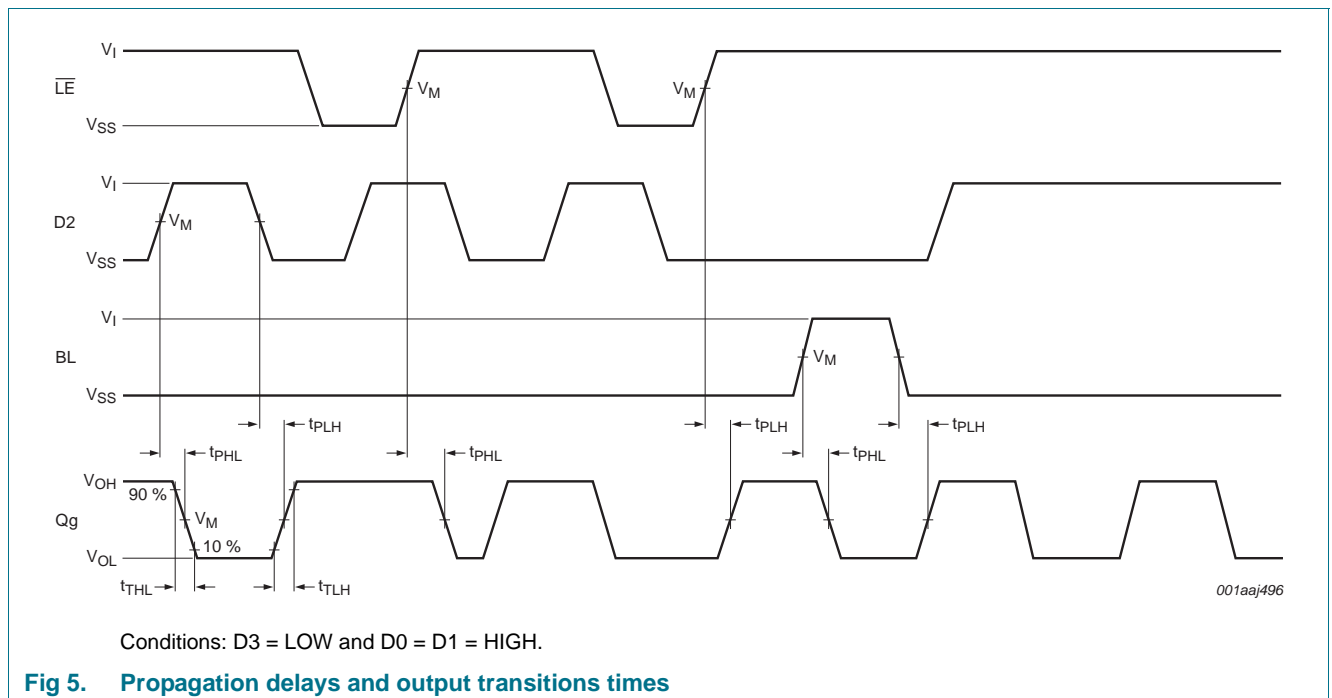 VI
LE
VM
VM
VSS
VI
D2
VM
VSS
VI
BL
VM
VSS
tPLH
tPLH
tPLH
tPHL
tPHL
tPHL
VOH
90 %
Qg
VM
10 %
VOL
tTHL
tTLH
001aaj496
Conditions: D3 = LOW and D0 = D1 = HIGH.
Fig 5. Propagation delays and output transitions times